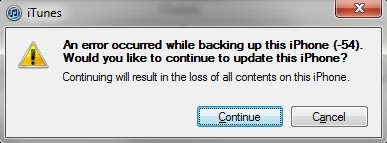 iTunes
An error occurred while backing up this iPhone (-54).
Would you like to continue to update this iPhone?
Continuing will result in the loss of all contents on this iPhone.
Continue Cancel